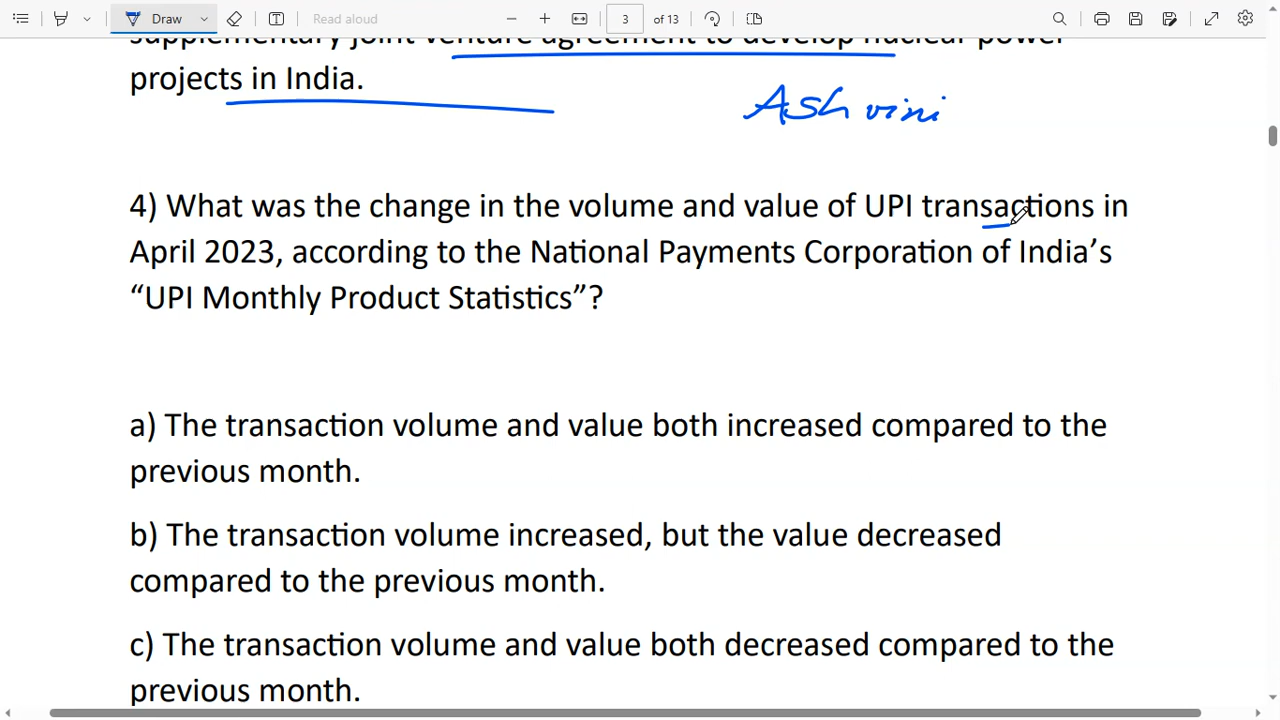 Draw
Read aloud
3 of 13
supplementary joint venture agreement to develop nuclear power
projects in India.
Ashvini
4) What was the change in the volume and value of UPI transactions in
April 2023, according to the National Payments Corporation of India’s
“UPI Monthly Product Statistics”?
a) The transaction volume and value both increased compared to the
previous month.
b) The transaction volume increased, but the value decreased
compared to the previous month.
c) The transaction volume and value both decreased compared to the
previous month.